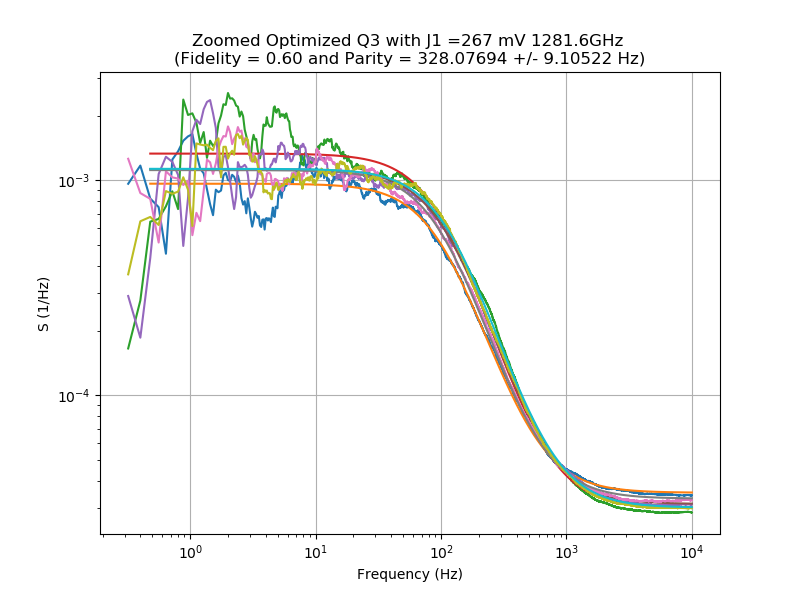 Zoomed Optimized Q3 with J1 =267 mV 1281.6GHz
(Fidelity = 0.60 and Parity = 328.07694 +/- 9.10522 Hz)
S (1/Hz)
10⁻³
10⁻⁴
10⁰ 10¹ 10² 10³ 10⁴
Frequency (Hz)